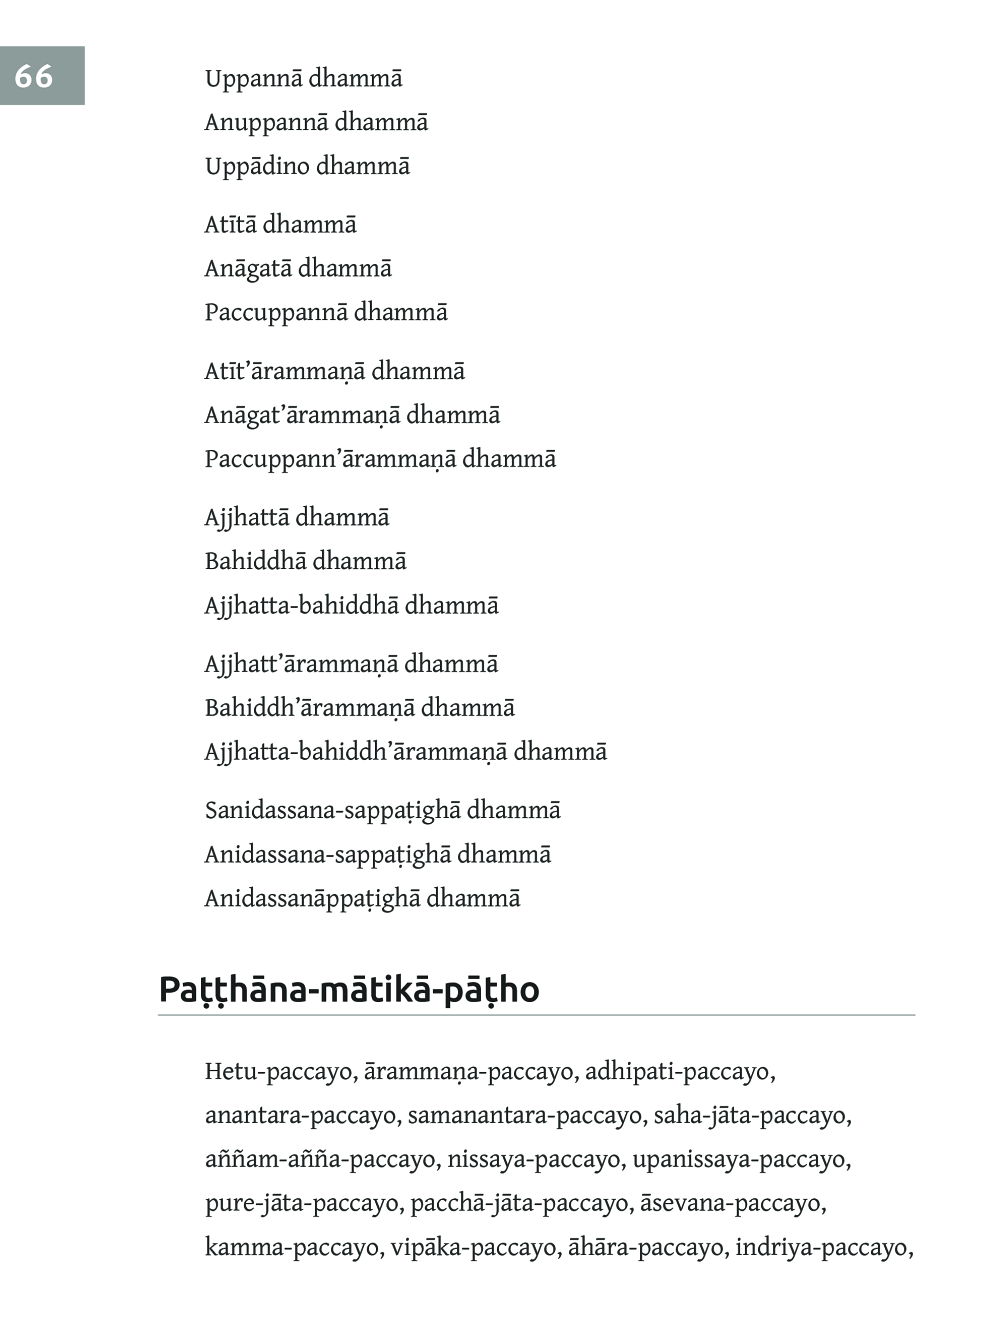 66
Uppannā dhammā
Anuppannā dhammā
Uppādino dhammā
Atītā dhammā
Anāgatā dhammā
Paccuppannā dhammā
Atīt’ārammaṇā dhammā
Anāgat’ārammaṇā dhammā
Paccuppann’ārammaṇā dhammā
Ajjhattā dhammā
Bahiddhā dhammā
Ajjhatta-bahiddhā dhammā
Ajjhatt’ārammaṇā dhammā
Bahiddh’ārammaṇā dhammā
Ajjhatta-bahiddh’ārammaṇā dhammā
Sanidassana-sappaṭighā dhammā
Anidassana-sappaṭighā dhammā
Anidassanāppaṭighā dhammā
Paṭṭhāna-mātikā-pāṭho
Hetu-paccayo, ārammaṇa-paccayo, adhipati-paccayo,
anantara-paccayo, samanantara-paccayo, saha-jāta-paccayo,
aññam-añña-paccayo, nissaya-paccayo, upanissaya-paccayo,
pure-jāta-paccayo, pacchā-jāta-paccayo, āsevana-paccayo,
kamma-paccayo, vipāka-paccayo, āhāra-paccayo, indriya-paccayo,